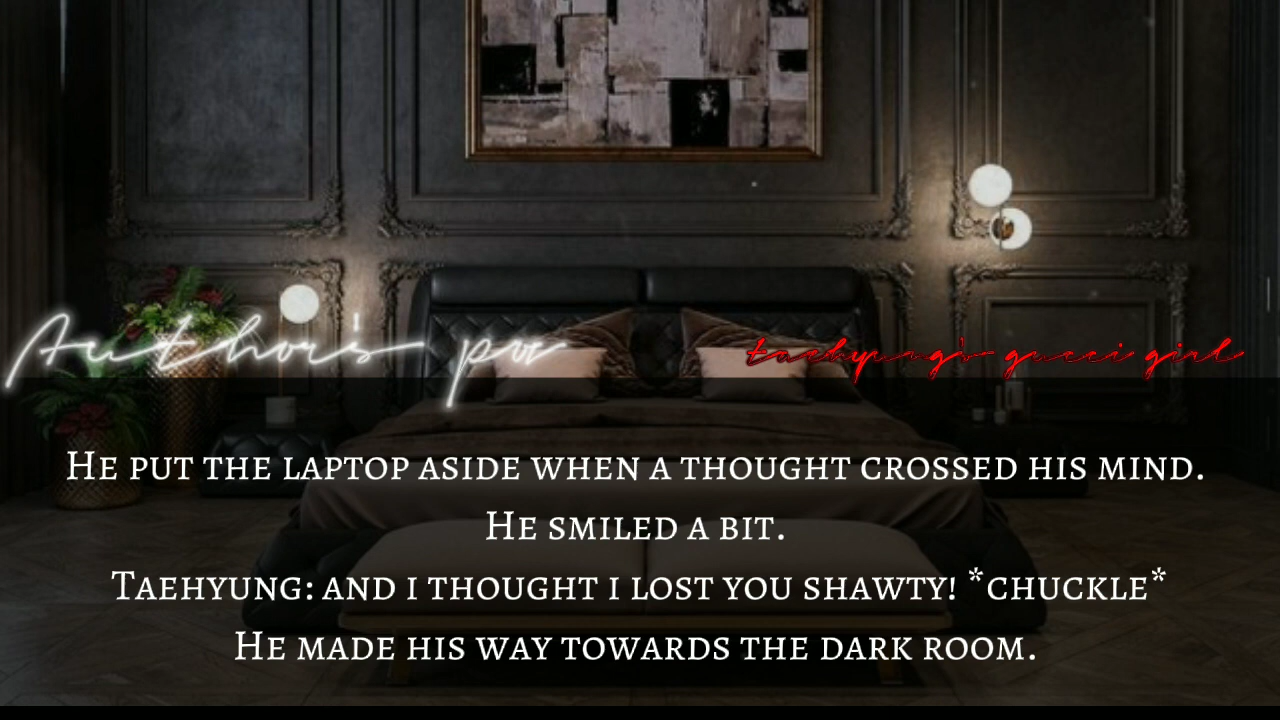 Author's pov
taehyung's gucci girl
He put the laptop aside when a thought crossed his mind.
He smiled a bit.
Taehyung: and i thought i lost you shawty! *chuckle*
He made his way towards the dark room.